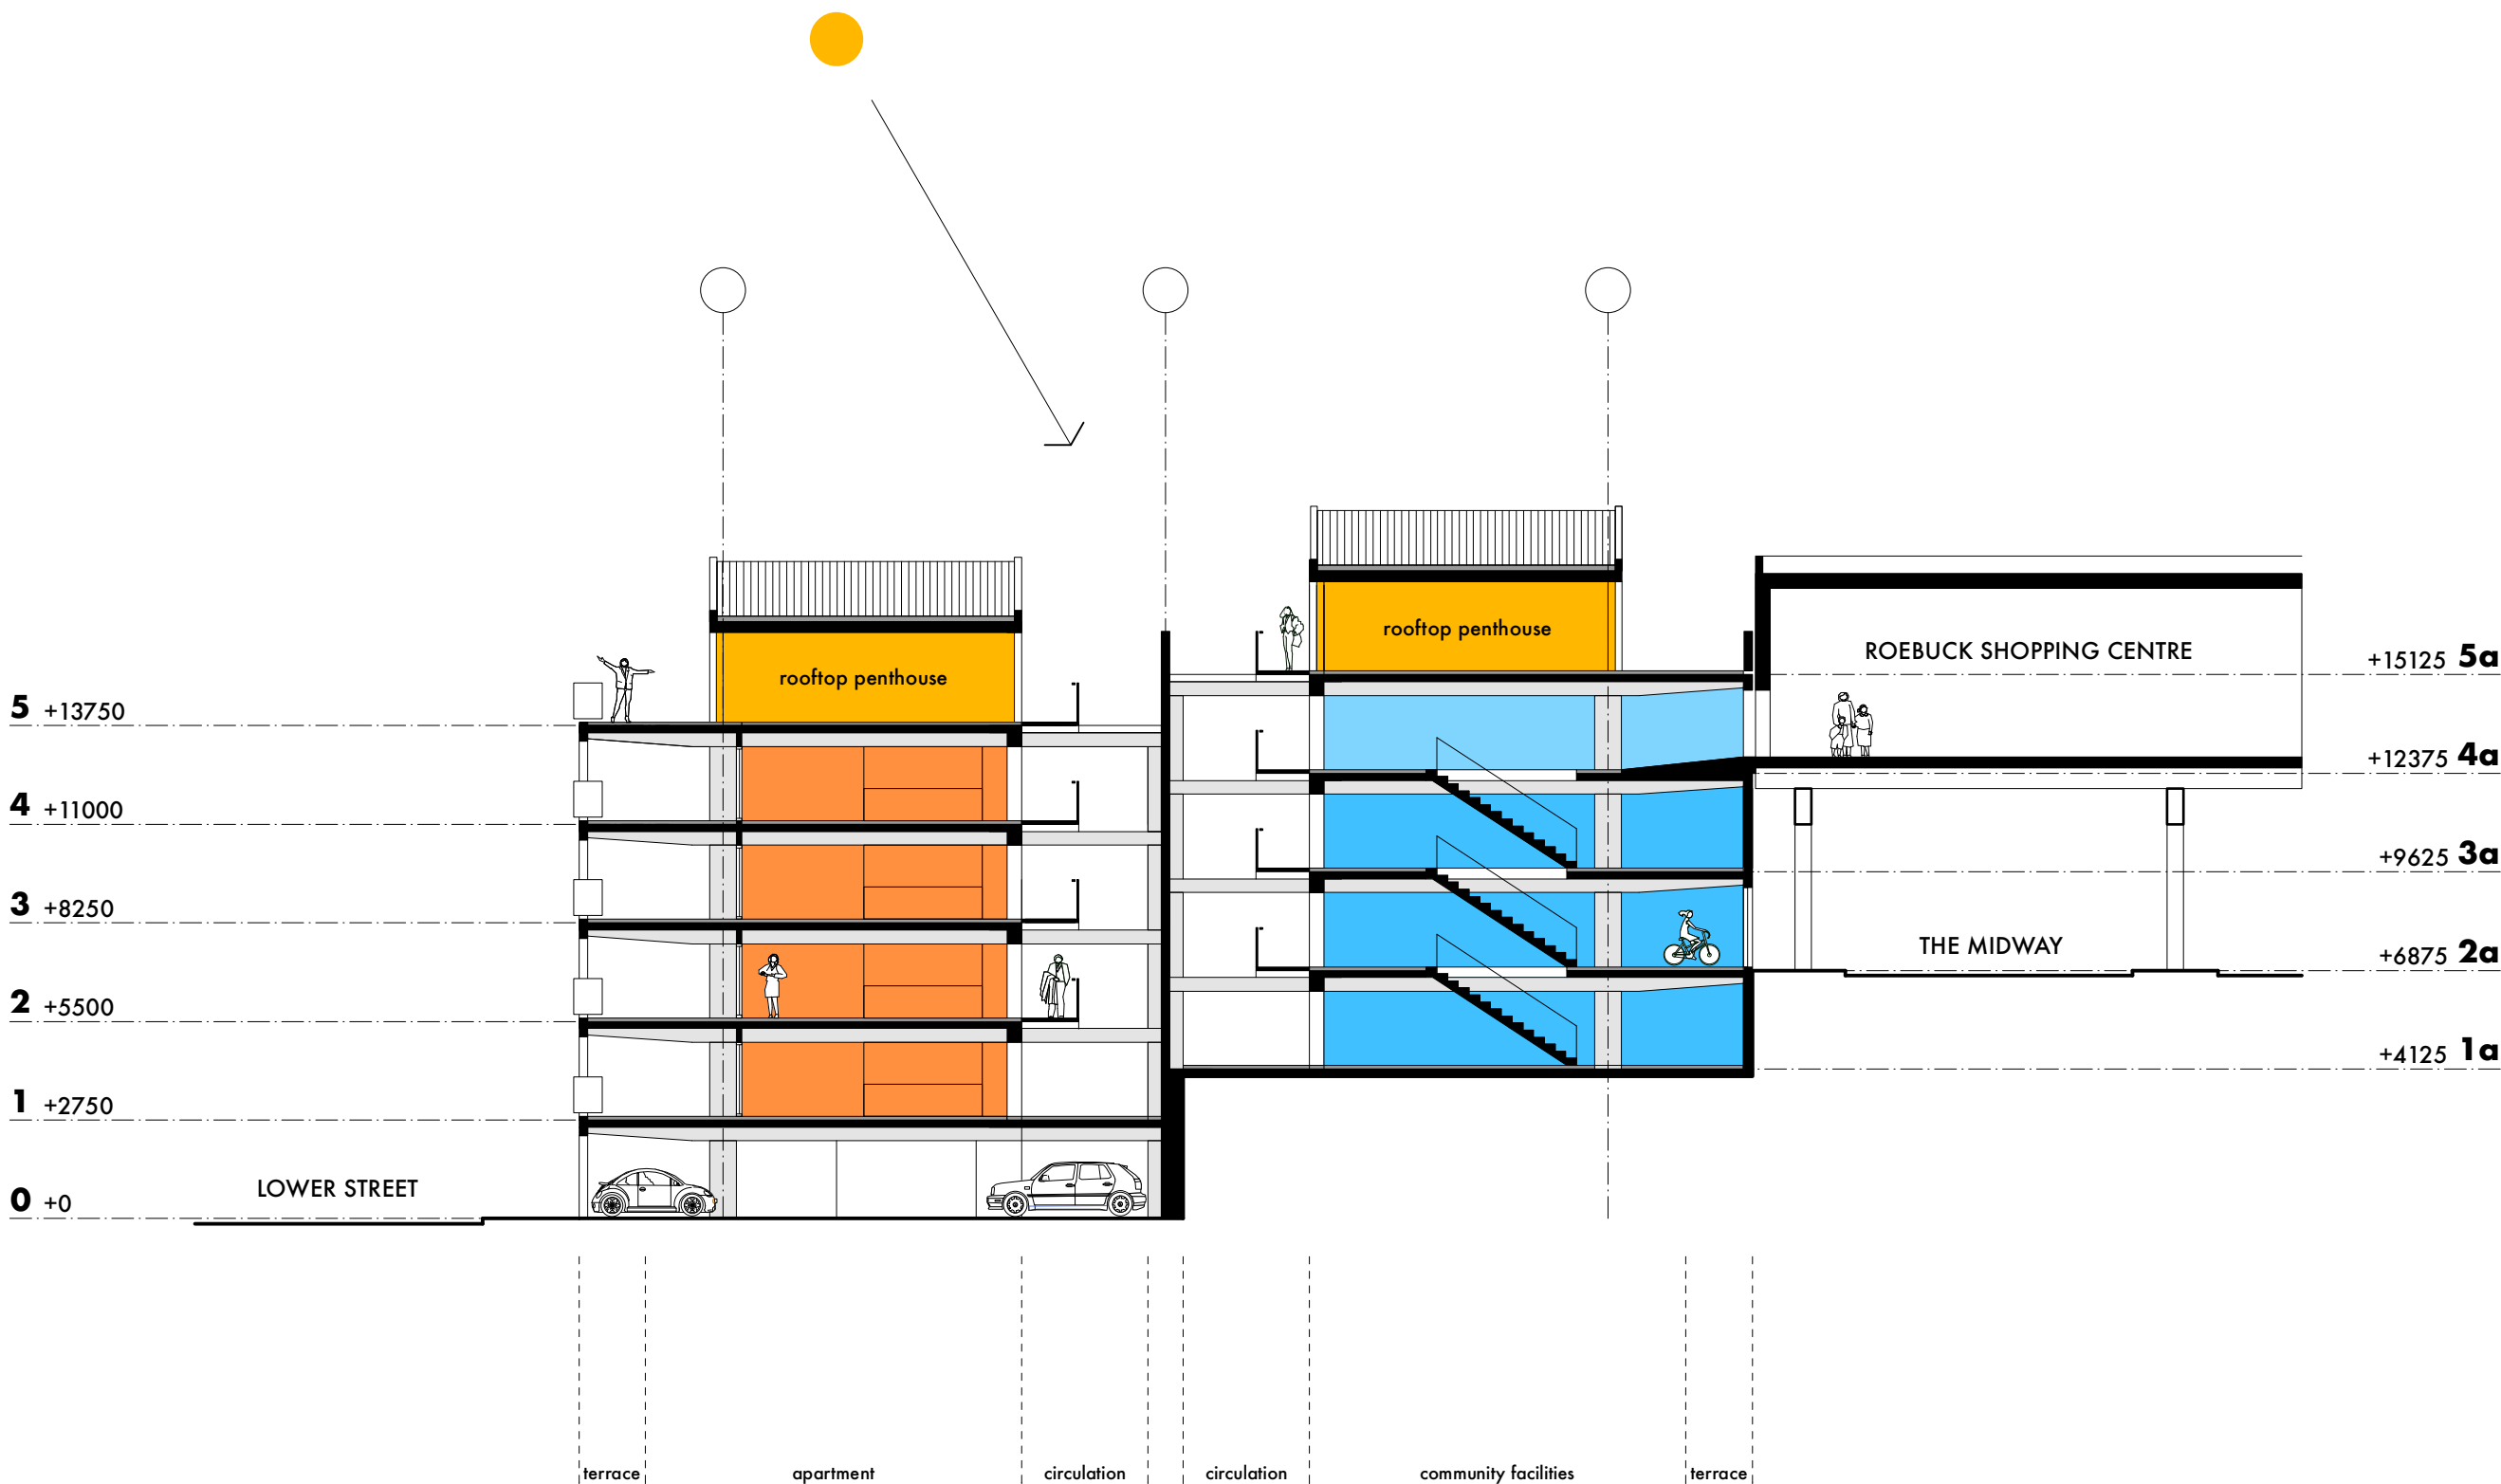 rooftop penthouse
rooftop penthouse
ROEBUCK SHOPPING CENTRE
+15125 5a
5 +13750
+12375 4a
4 +11000
+9625 3a
3 +8250
THE MIDWAY
+6875 2a
2 +5500
+4125 1a
1 +2750
LOWER STREET
0 +0
terrace apartment circulation circulation community facilities terrace